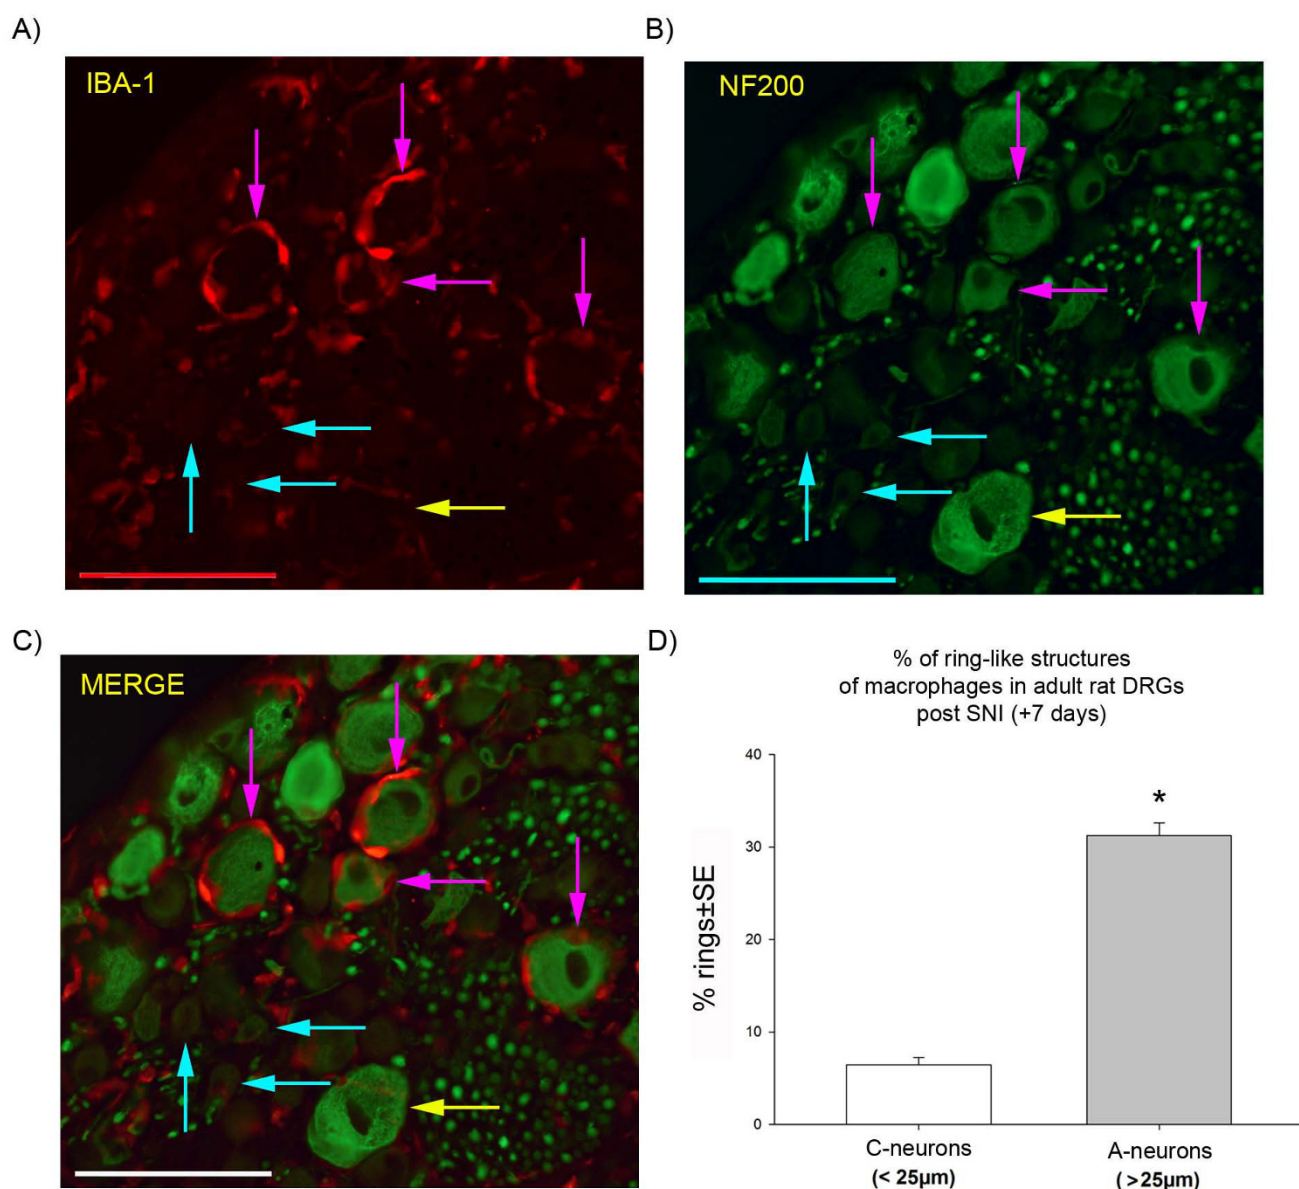 A)
IBA-1
B)
NF200
C)
MERGE
D)
% of ring-like structures
of macrophages in adult rat DRGs
post SNI (+7 days)
% rings±SE
40
30
20
10
0
*
C-neurons
(< 25µm)
A-neurons
(>25µm)